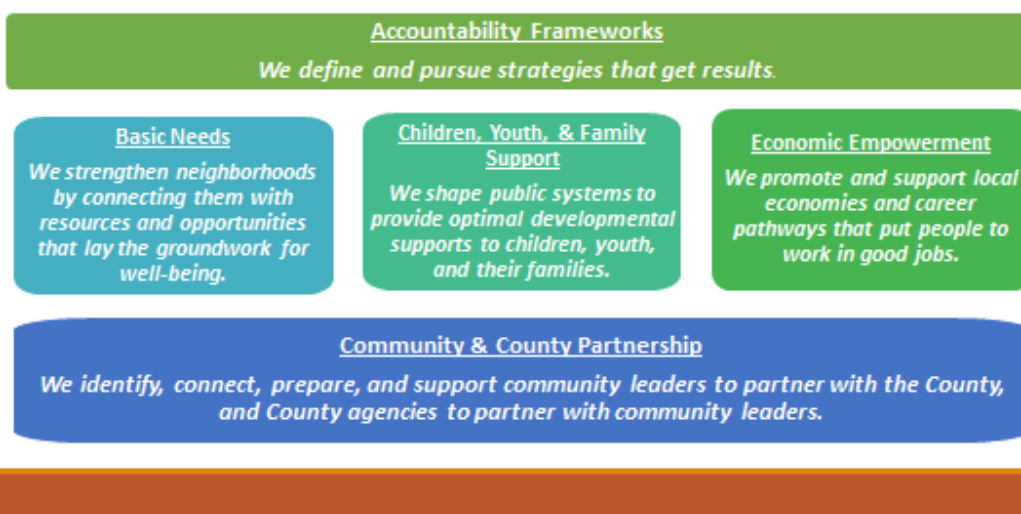 Accountability Frameworks
We define and pursue strategies that get results.
Basic Needs
We strengthen neighborhoods
by connecting them with
resources and opportunities
that lay the groundwork for
well-being.
Children, Youth, & Family
Support
We shape public systems to
provide optimal developmental
supports to children, youth,
and their families.
Economic Empowerment
We promote and support local
economies and career
pathways that put people to
work in good jobs.
Community & County Partnership
We identify, connect, prepare, and support community leaders to partner with the County,
and County agencies to partner with community leaders.